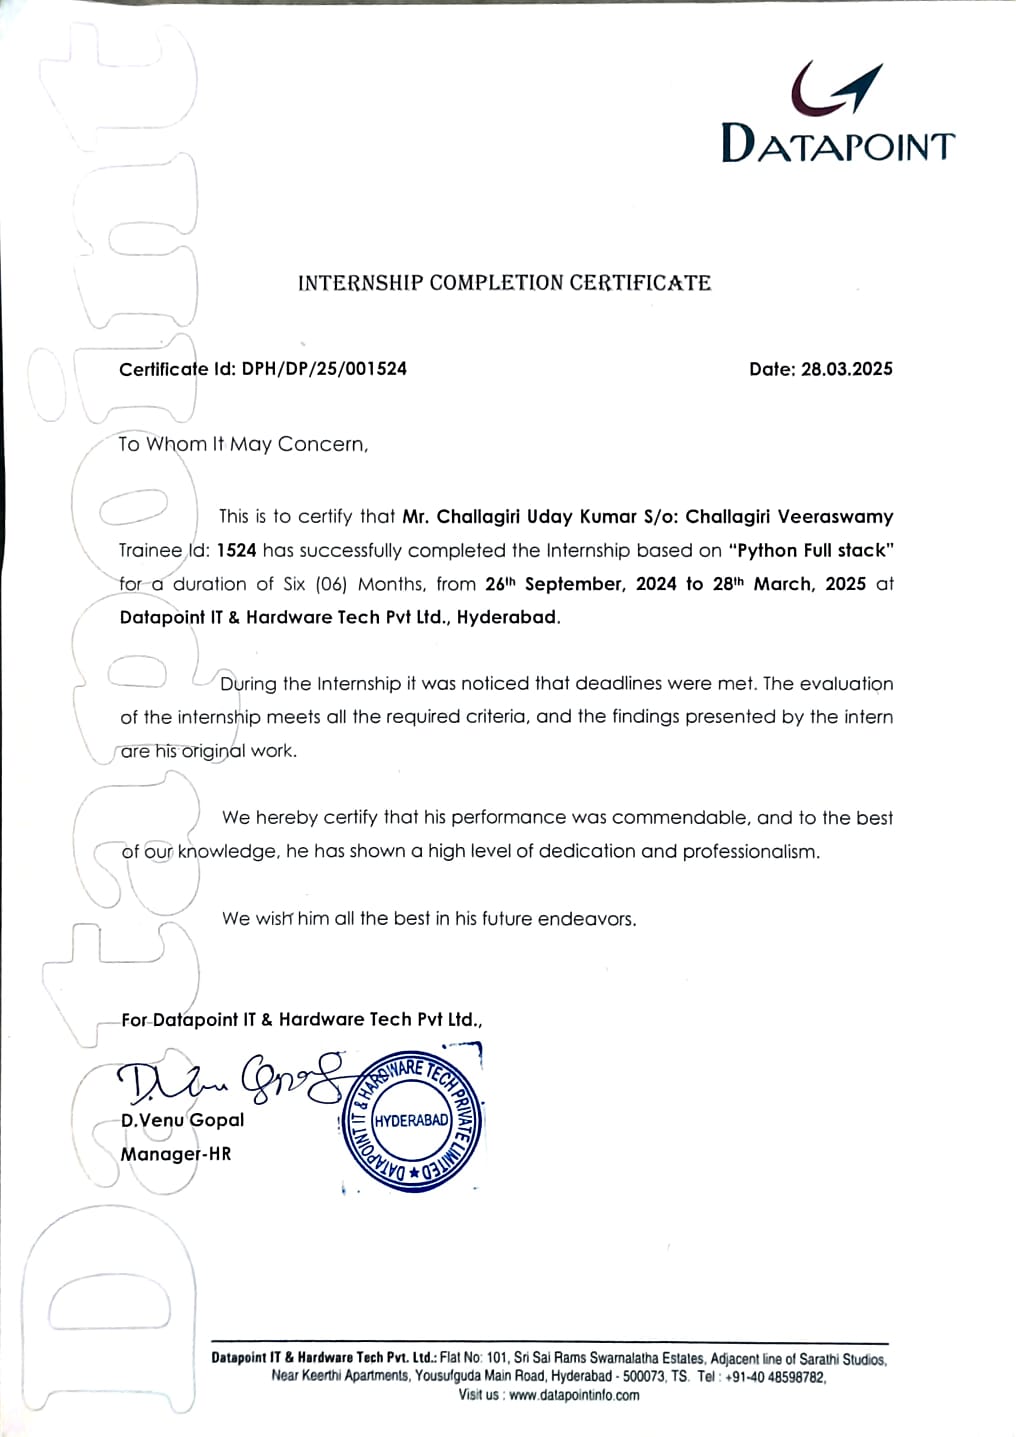 DATAPOINT
INTERNSHIP COMPLETION CERTIFICATE
Certificate Id: DPH/DP/25/001524 Date: 28.03.2025
To Whom It May Concern,
This is to certify that Mr. Challagiri Uday Kumar S/o: Challagiri Veeraswamy
Trainee Id: 1524 has successfully completed the Internship based on “Python Full stack”
for a duration of Six (06) Months, from 26th September, 2024 to 28th March, 2025 at
Datapoint IT & Hardware Tech Pvt Ltd., Hyderabad.
During the Internship it was noticed that deadlines were met. The evaluation
of the internship meets all the required criteria, and the findings presented by the intern
are his original work.
We hereby certify that his performance was commendable, and to the best
of our knowledge, he has shown a high level of dedication and professionalism.
We wish him all the best in his future endeavors.
For Datapoint IT & Hardware Tech Pvt Ltd.,
D.Venu Gopal
D.Venu Gopal
Manager-HR
DATAPOINT IT & HARDWARE TECH PRIVATE LIMITED
HYDERABAD
Datapoint IT & Hardware Tech Pvt. Ltd.: Flat No: 101, Sri Sai Rams Swarnalatha Estates, Adjacent line of Sarathi Studios,
Near Keerthi Apartments, Yousufguda Main Road, Hyderabad - 500073, TS. Tel : +91-40 48598782,
Visit us : www.datapointinfo.com
Datapoint